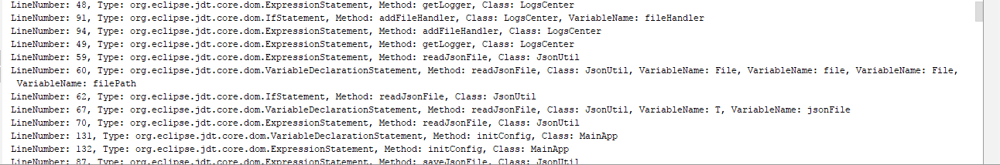 LineNumber: 48, Type: org.eclipse.jdt.core.dom.ExpressionStatement, Method: getLogger, Class: LogsCenter
LineNumber: 91, Type: org.eclipse.jdt.core.dom.IfStatement, Method: addFileHandler, Class: LogsCenter, VariableName: fileHandler
LineNumber: 94, Type: org.eclipse.jdt.core.dom.ExpressionStatement, Method: addFileHandler, Class: LogsCenter
LineNumber: 49, Type: org.eclipse.jdt.core.dom.ExpressionStatement, Method: getLogger, Class: LogsCenter
LineNumber: 59, Type: org.eclipse.jdt.core.dom.ExpressionStatement, Method: readJsonFile, Class: JsonUtil
LineNumber: 60, Type: org.eclipse.jdt.core.dom.VariableDeclarationStatement, Method: readJsonFile, Class: JsonUtil, VariableName: File, VariableName: file, VariableName: File,
VariableName: filePath
LineNumber: 62, Type: org.eclipse.jdt.core.dom.IfStatement, Method: readJsonFile, Class: JsonUtil
LineNumber: 67, Type: org.eclipse.jdt.core.dom.VariableDeclarationStatement, Method: readJsonFile, Class: JsonUtil, VariableName: T, VariableName: jsonFile
LineNumber: 70, Type: org.eclipse.jdt.core.dom.ExpressionStatement, Method: readJsonFile, Class: JsonUtil
LineNumber: 131, Type: org.eclipse.jdt.core.dom.VariableDeclarationStatement, Method: initConfig, Class: MainApp
LineNumber: 132, Type: org.eclipse.jdt.core.dom.ExpressionStatement, Method: initConfig, Class: MainApp
LineNumber: 87, Type: org.eclipse.jdt.core.dom.ExpressionStatement, Method: saveJsonFile, Class: JsonUtil